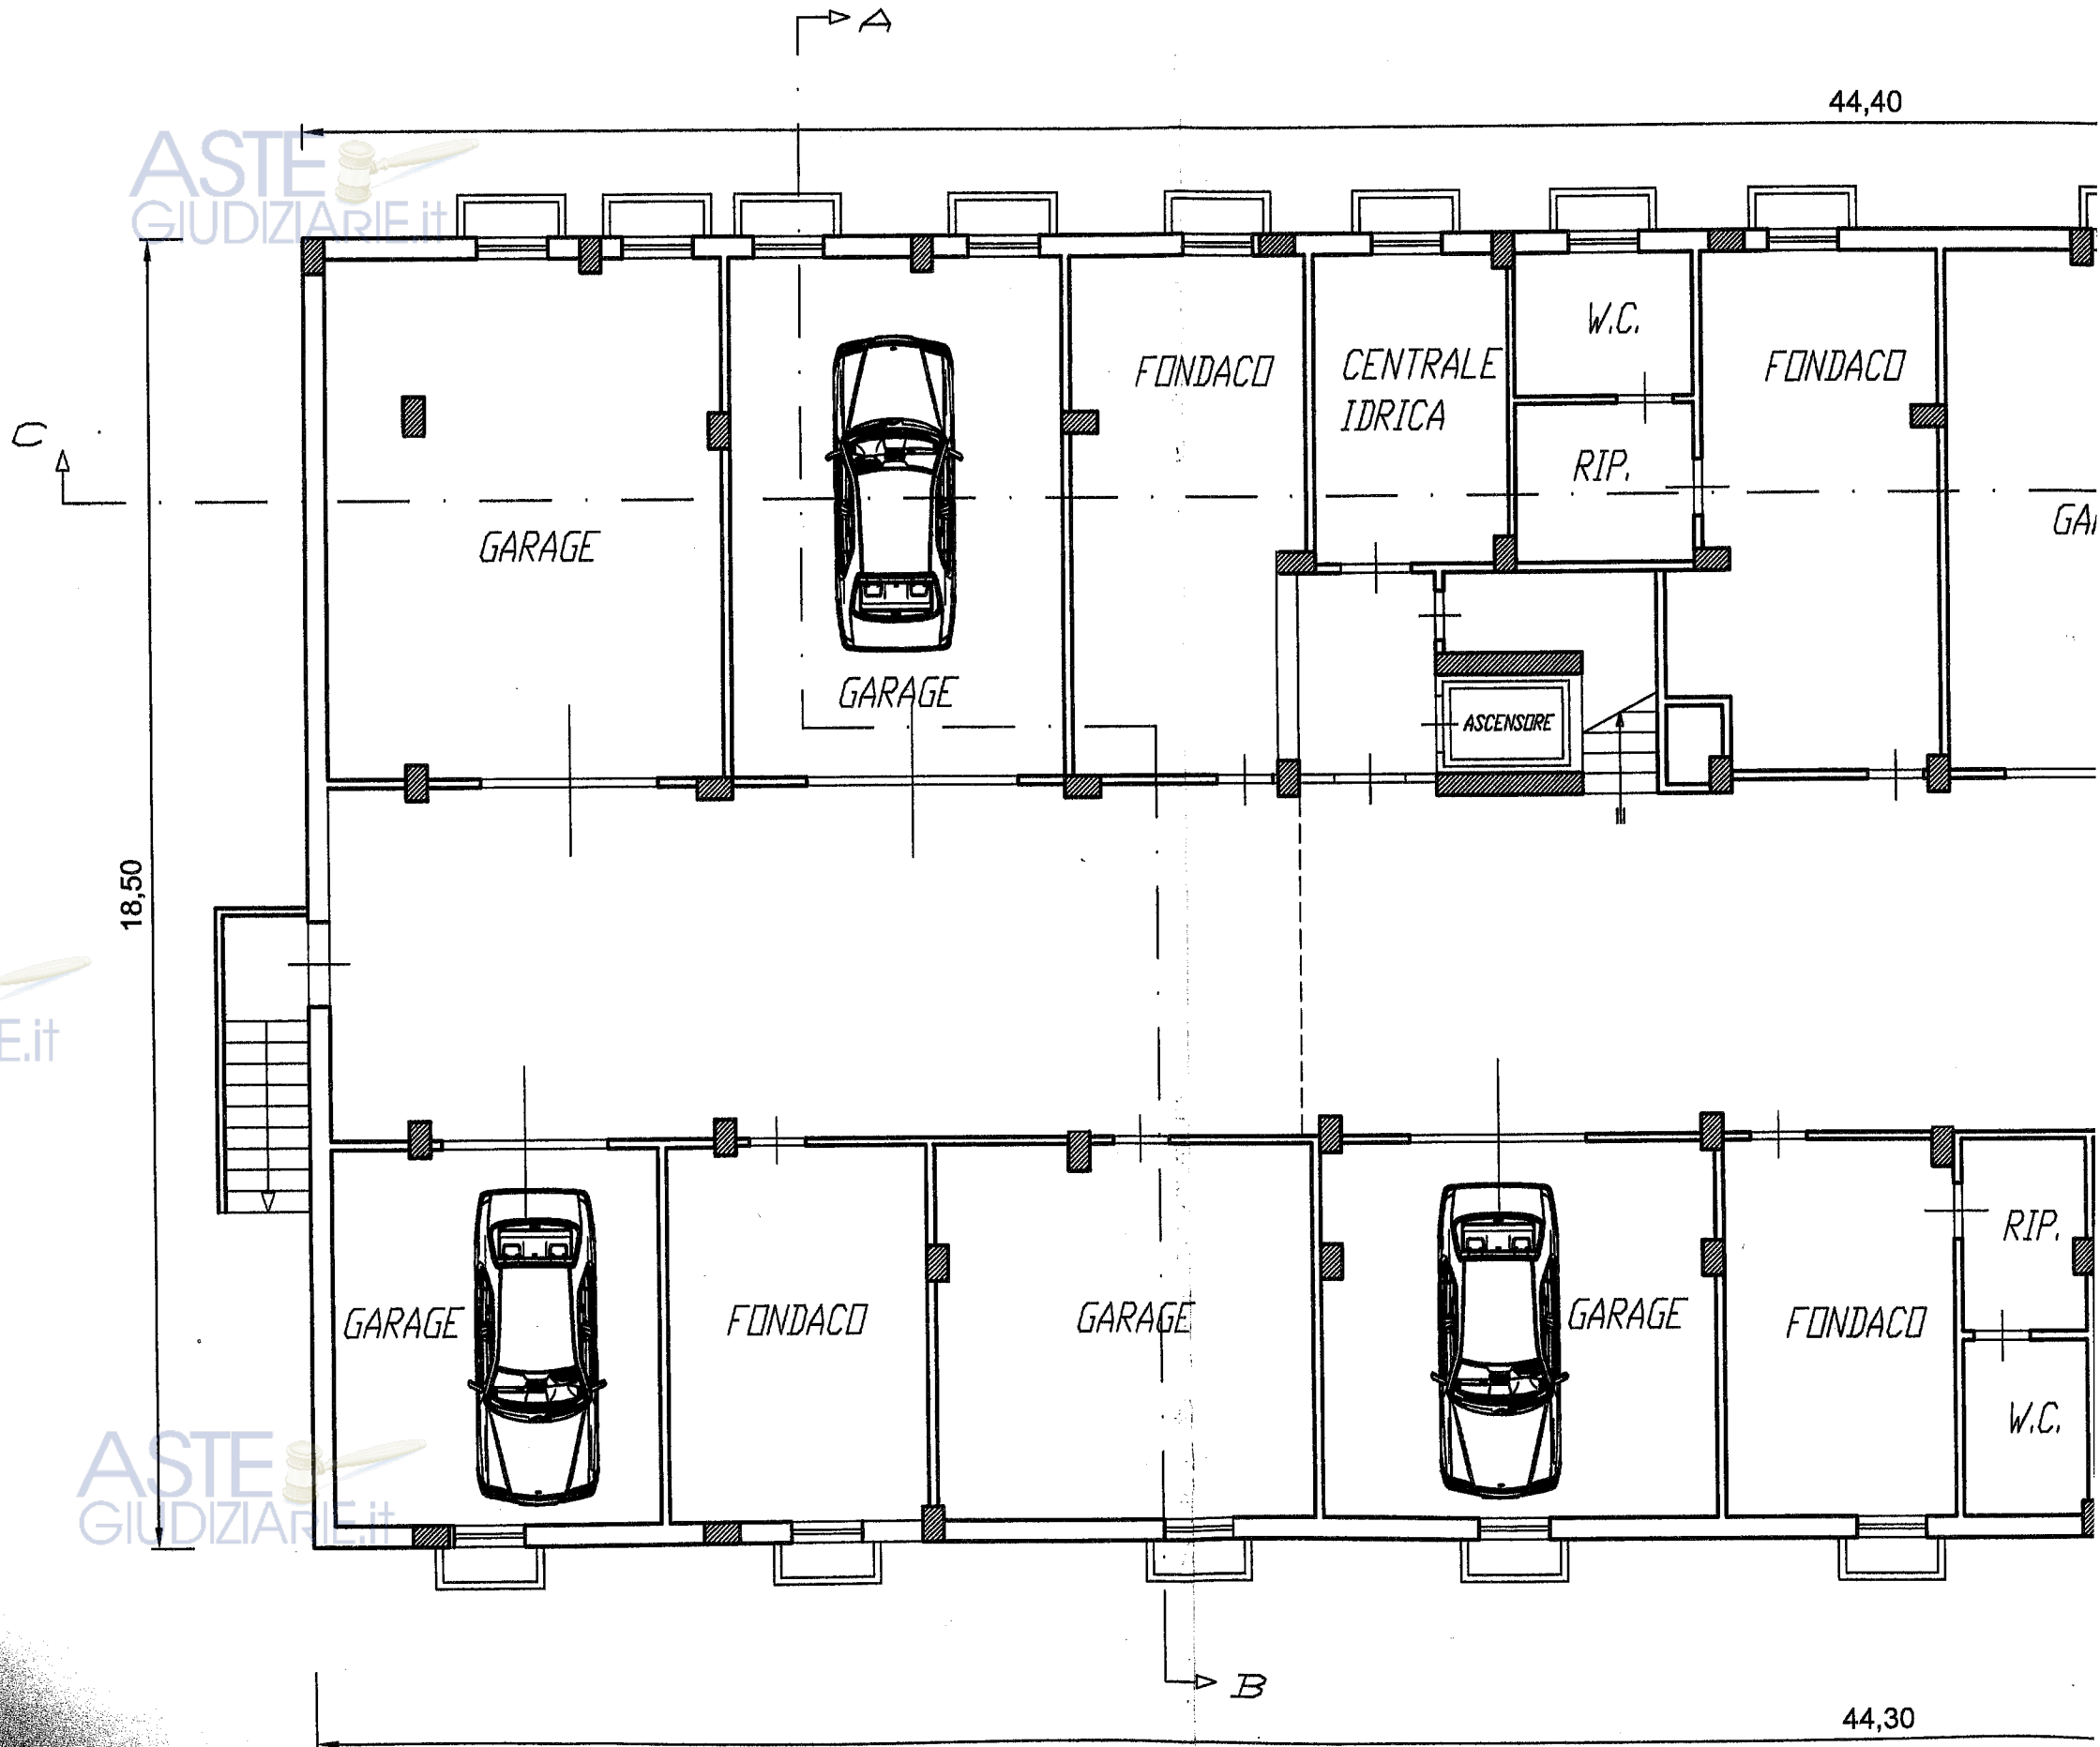 A
44,40
ASTE
GIUDIZIARIE.it
W.C.
FONDACO
CENTRALE
IDRICA
FONDACO
C
RIP.
GARAGE
GA
GARAGE
ASCENSORE
18,50
E.it
RIP.
GARAGE
FONDACO
GARAGE
GARAGE
FONDACO
W.C.
ASTE
GIUDIZIARIE.it
B
44,30